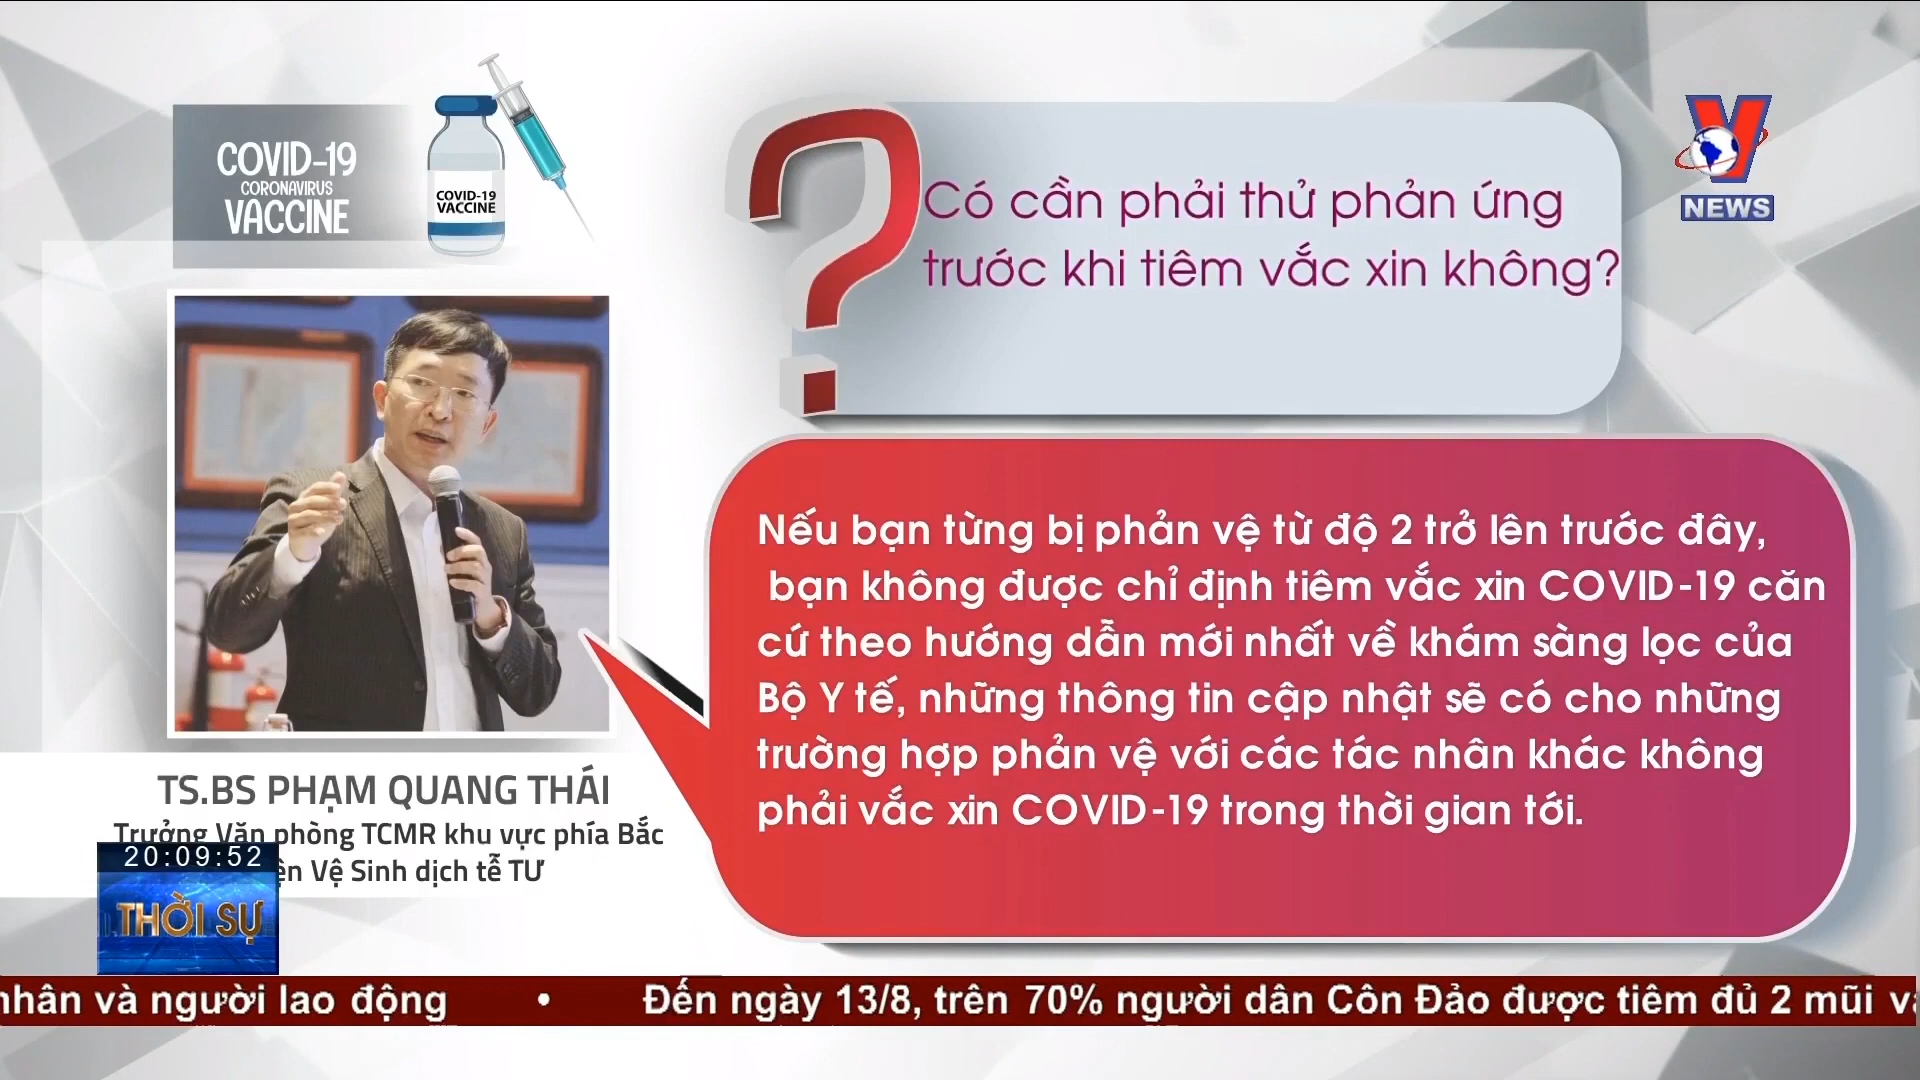 COVID-19
CORONAVIRUS
VACCINE
COVID-19
VACCINE
Có cần phải thử phản ứng
trước khi tiêm vắc xin không?
V
NEWS
Nếu bạn từng bị phản vệ từ độ 2 trở lên trước đây,
bạn không được chỉ định tiêm vắc xin COVID-19 căn
cứ theo hướng dẫn mới nhất về khám sàng lọc của
Bộ Y tế, những thông tin cập nhật sẽ có cho những
trường hợp phản vệ với các tác nhân khác không
phải vắc xin COVID-19 trong thời gian tới.
TS.BS PHẠM QUANG THÁI
Trưởng Văn phòng TCMR khu vực phía Bắc
Vệ Sinh dịch tễ TƯ
20:09:52
THỜI SỰ
nhân và người lao động • Đến ngày 13/8, trên 70% người dân Côn Đảo được tiêm đủ 2 mũi